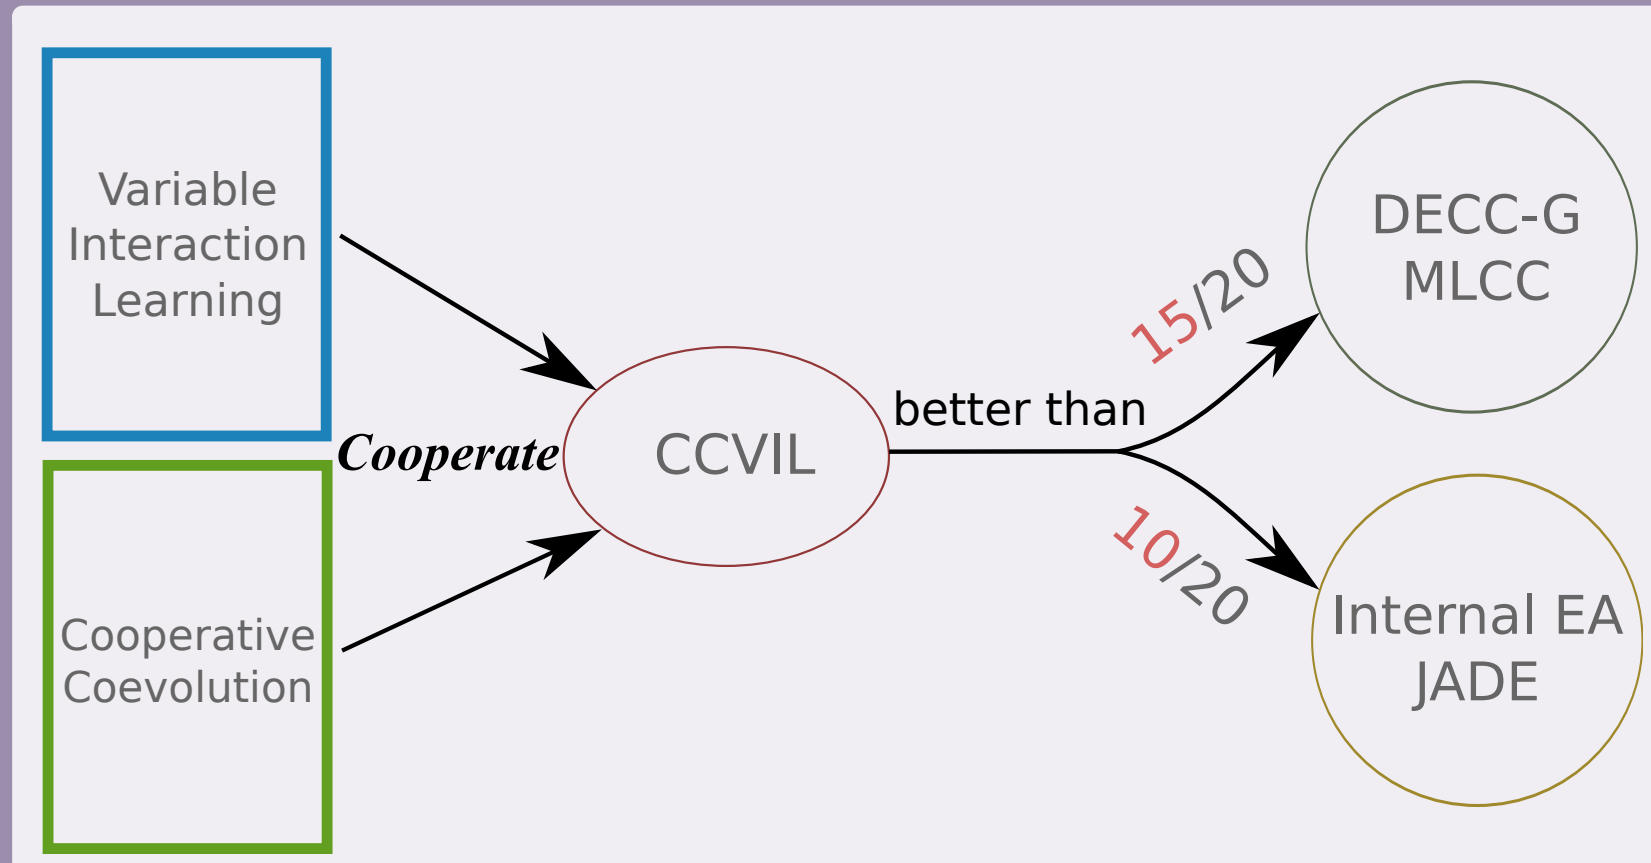 Variable
Interaction
Learning
Cooperative
Coevolution
Cooperate
CCVIL
better than
15/20
10/20
DECC-G
MLCC
Internal EA
JADE